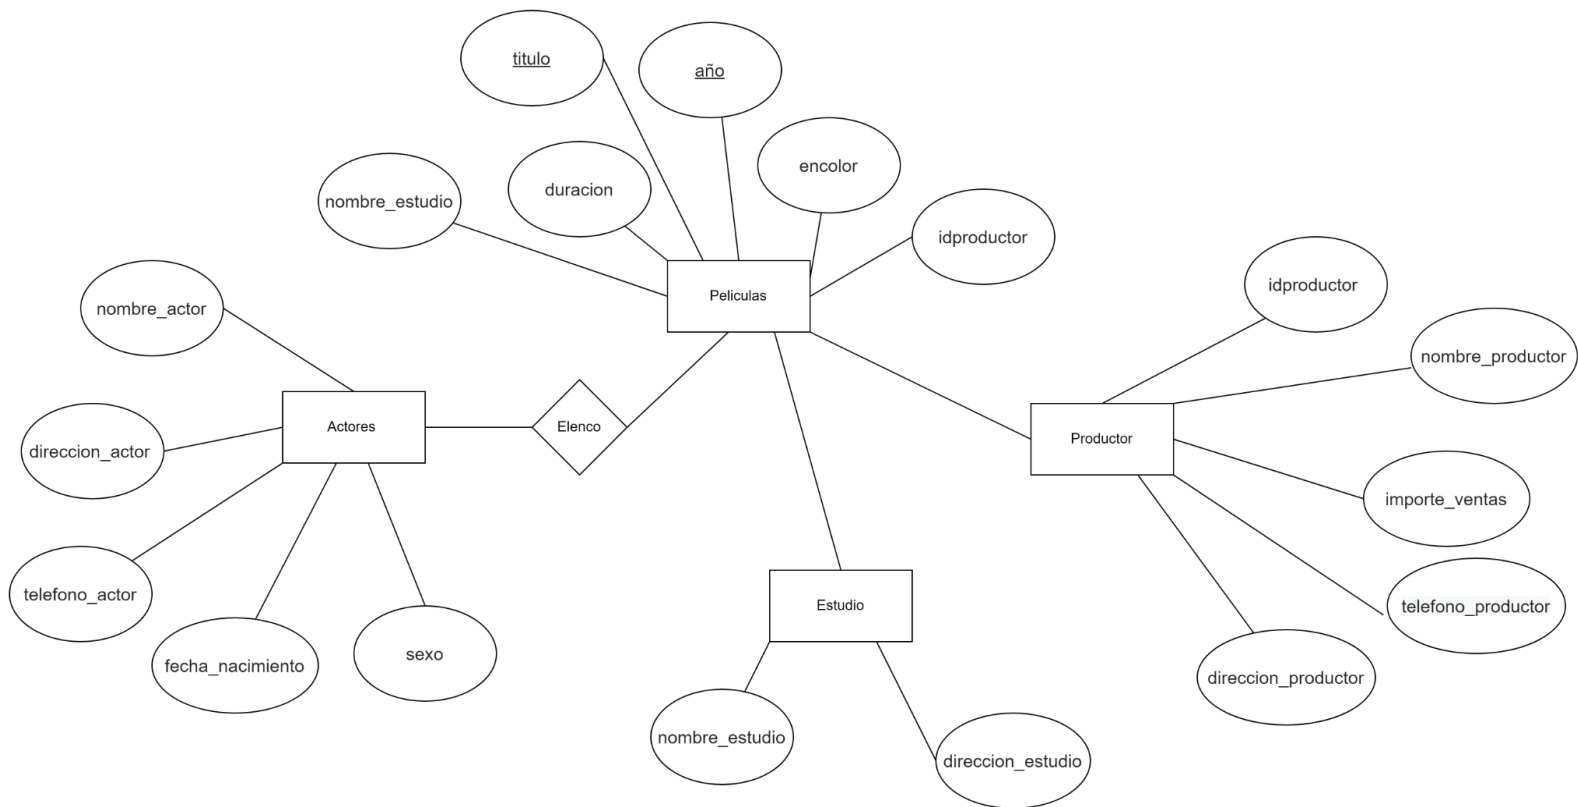 titulo
año
encolor
duracion
nombre_estudio
idproductor
Peliculas
idproductor
nombre_actor
nombre_productor
Actores
Elenco
Productor
direccion_actor
importe_ventas
telefono_actor
Estudio
telefono_productor
fecha_nacimiento
sexo
direccion_productor
nombre_estudio
direccion_estudio